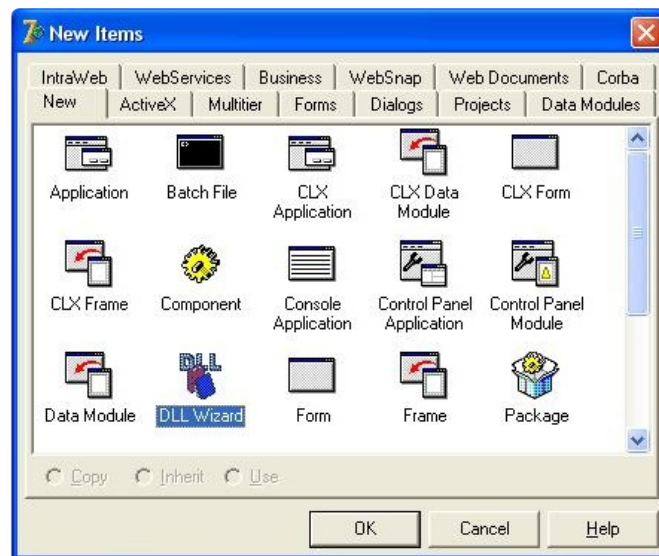 New Items
IntraWeb WebServices Business WebSnap Web Documents Corba
New ActiveX Multitier Forms Dialogs Projects Data Modules
Application Batch File CLX Application CLX Data Module CLX Form
CLX Frame Component Console Application Control Panel Application Control Panel Module
Data Module DLL Wizard Form Frame Package
Copy Inherit Use
OK Cancel Help